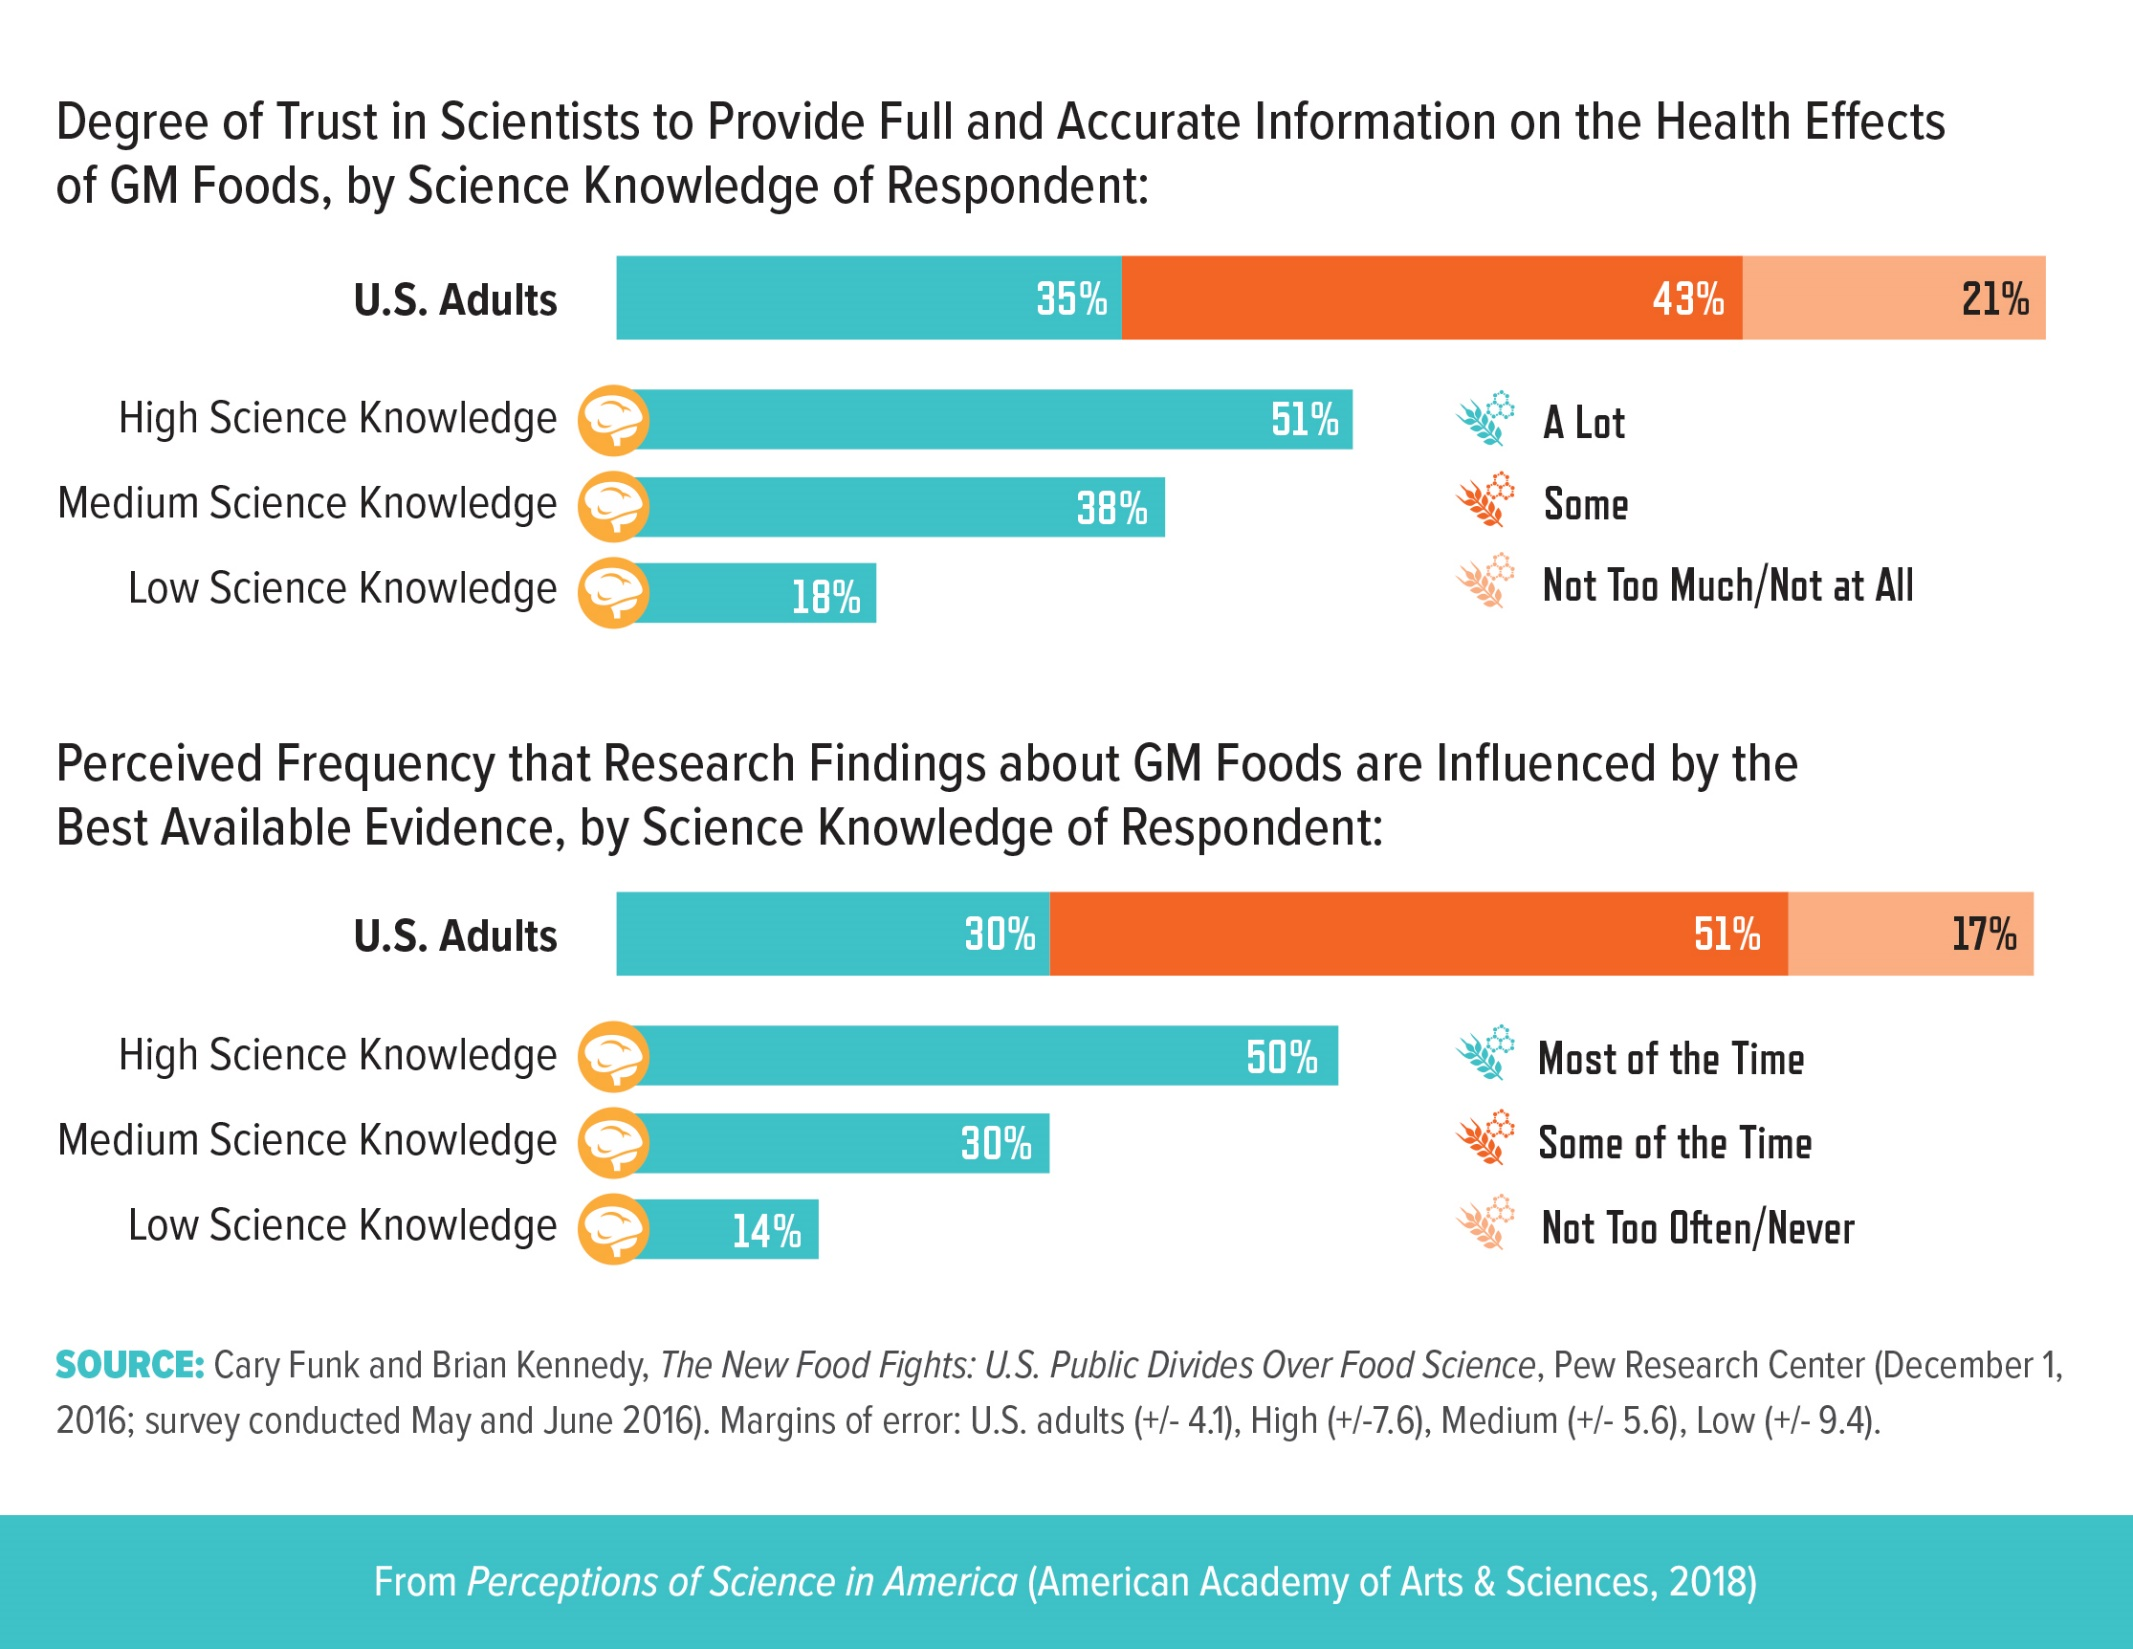 Degree of Trust in Scientists to Provide Full and Accurate Information on the Health Effects
of GM Foods, by Science Knowledge of Respondent:
U.S. Adults 35% 43% 21%
High Science Knowledge 51% A Lot
Medium Science Knowledge 38% Some
Low Science Knowledge 18% Not Too Much/Not at All
Perceived Frequency that Research Findings about GM Foods are Influenced by the
Best Available Evidence, by Science Knowledge of Respondent:
U.S. Adults 30% 51% 17%
High Science Knowledge 50% Most of the Time
Medium Science Knowledge 30% Some of the Time
Low Science Knowledge 14% Not Too Often/Never
SOURCE: Cary Funk and Brian Kennedy, The New Food Fights: U.S. Public Divides Over Food Science, Pew Research Center (December 1,
2016; survey conducted May and June 2016). Margins of error: U.S. adults (+/- 4.1), High (+/-7.6), Medium (+/- 5.6), Low (+/- 9.4).
From Perceptions of Science in America (American Academy of Arts & Sciences, 2018)